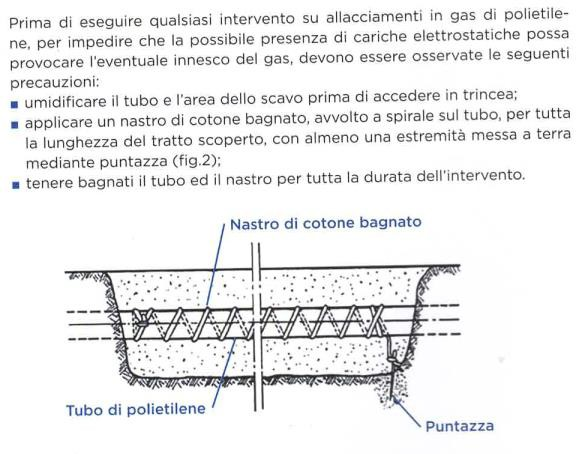 Prima di eseguire qualsiasi intervento su allacciamenti in gas di polietile-
ne, per impedire che la possibile presenza di cariche elettrostatiche possa
provocare l'eventuale innesco del gas, devono essere osservate le seguenti
precauzioni:
■ umidificare il tubo e l'area dello scavo prima di accedere in trincea;
■ applicare un nastro di cotone bagnato, avvolto a spirale sul tubo, per tutta
la lunghezza del tratto scoperto, con almeno una estremità messa a terra
mediante puntazza (fig.2);
■ tenere bagnati il tubo ed il nastro per tutta la durata dell'intervento.
Nastro di cotone bagnato
Tubo di polietilene
Puntazza